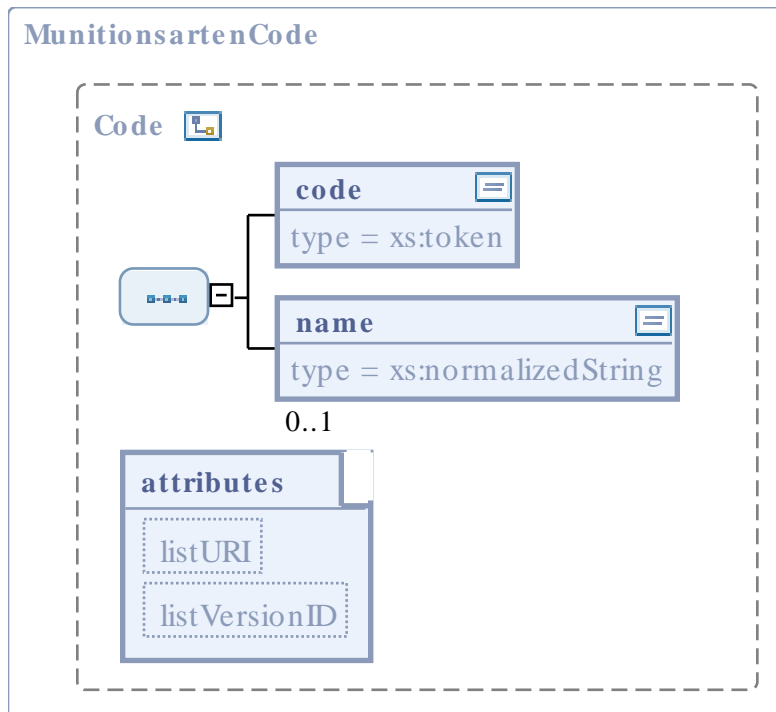 MunitionsartenCode
Code
code
type = xs:token
name
type = xs:normalizedString
0..1
attributes
listURI
listVersionID